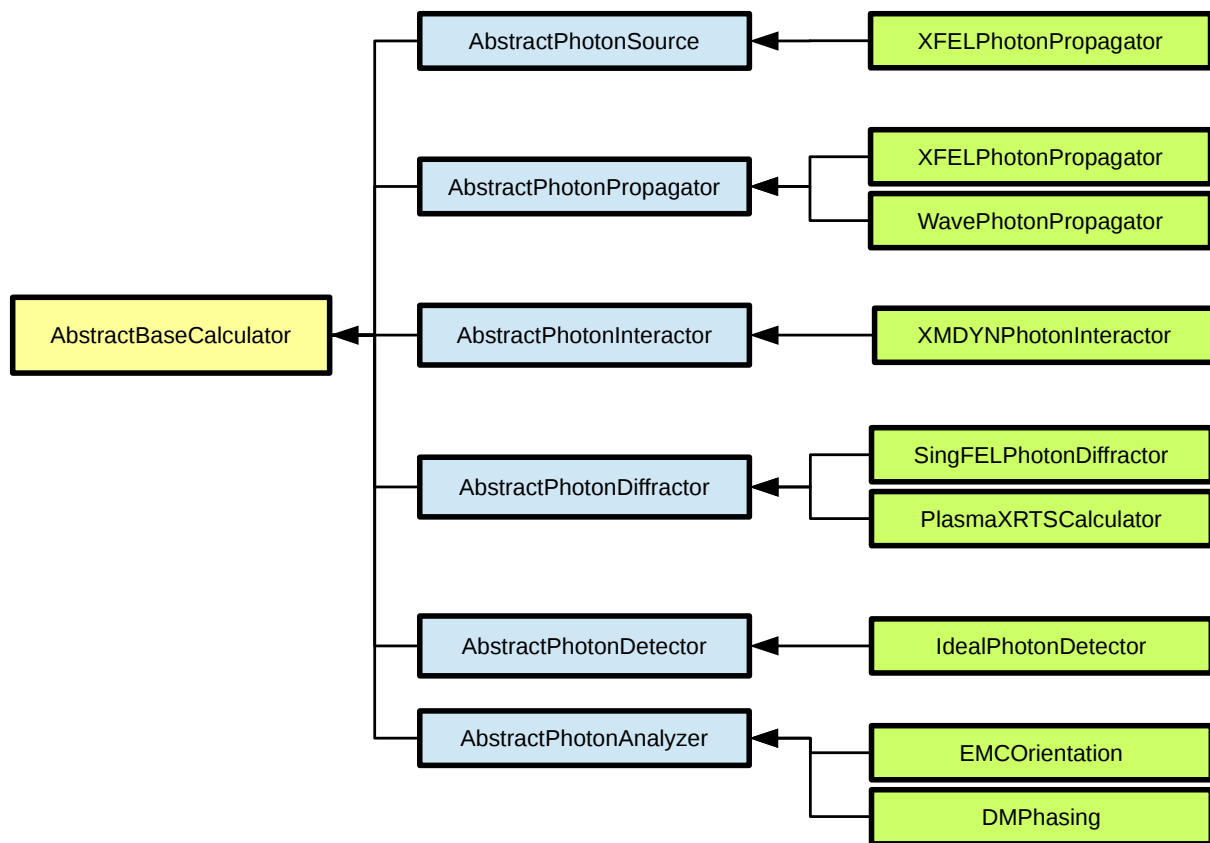 AbstractPhotonSource
XFELPhotonPropagator
XFELPhotonPropagator
AbstractPhotonPropagator
WavePhotonPropagator
AbstractBaseCalculator
AbstractPhotonInteractor
XMDYNPhotonInteractor
SingFELPhotonDiffractor
AbstractPhotonDiffractor
PlasmaXRTSCalculator
AbstractPhotonDetector
IdealPhotonDetector
AbstractPhotonAnalyzer
EMCOrientation
DMPhasing